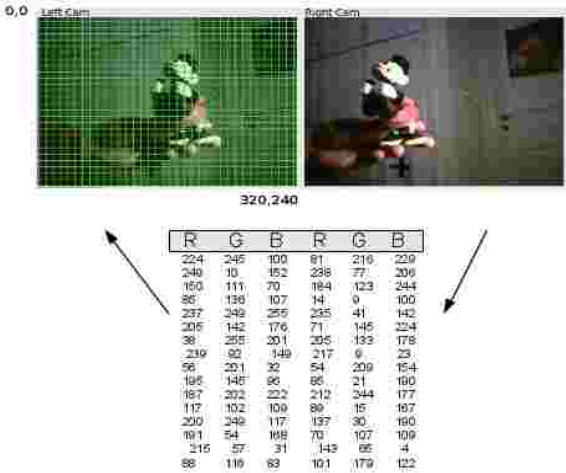 0,0 Left Cam Right Cam
320,240
R G B R G B
224 245 100 81 216 229
249 10 152 238 77 206
150 111 70 184 123 244
85 136 107 14 9 100
237 249 255 235 41 142
205 142 176 71 145 224
38 255 201 205 133 178
239 92 149 217 9 23
56 201 32 54 209 154
195 145 96 85 21 190
187 202 222 212 244 177
117 102 109 89 15 167
200 249 117 137 30 190
191 54 168 70 107 109
215 57 31 143 65 4
88 116 83 101 179 122